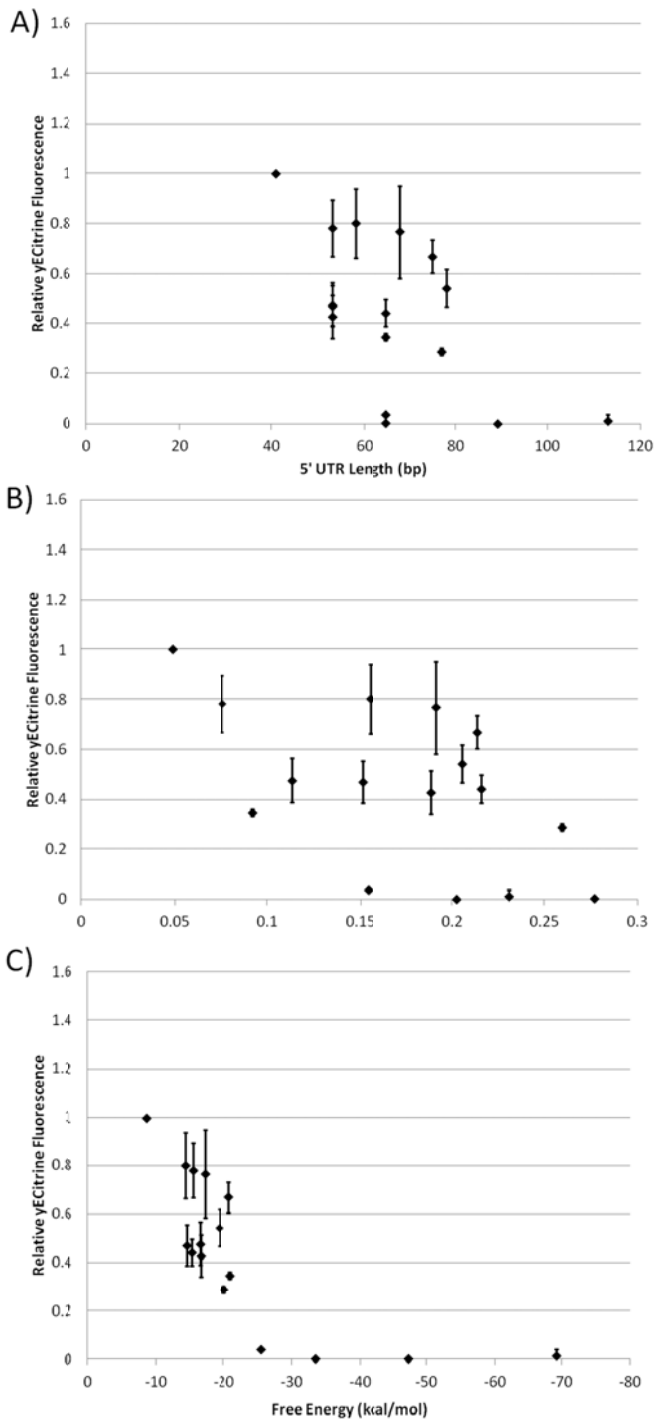 A)
Relative yECitrine Fluorescence
1.6
1.4
1.2
1
0.8
0.6
0.4
0.2
0
0 20 40 60 80 100 120
5' UTR Length (bp)
B)
Relative yECitrine Fluorescence
1.6
1.4
1.2
1
0.8
0.6
0.4
0.2
0
0 0.05 0.1 0.15 0.2 0.25 0.3
C)
Relative yECitrine Fluorescence
1.6
1.4
1.2
1
0.8
0.6
0.4
0.2
0
0 -10 -20 -30 -40 -50 -60 -70 -80
Free Energy (kcal/mol)